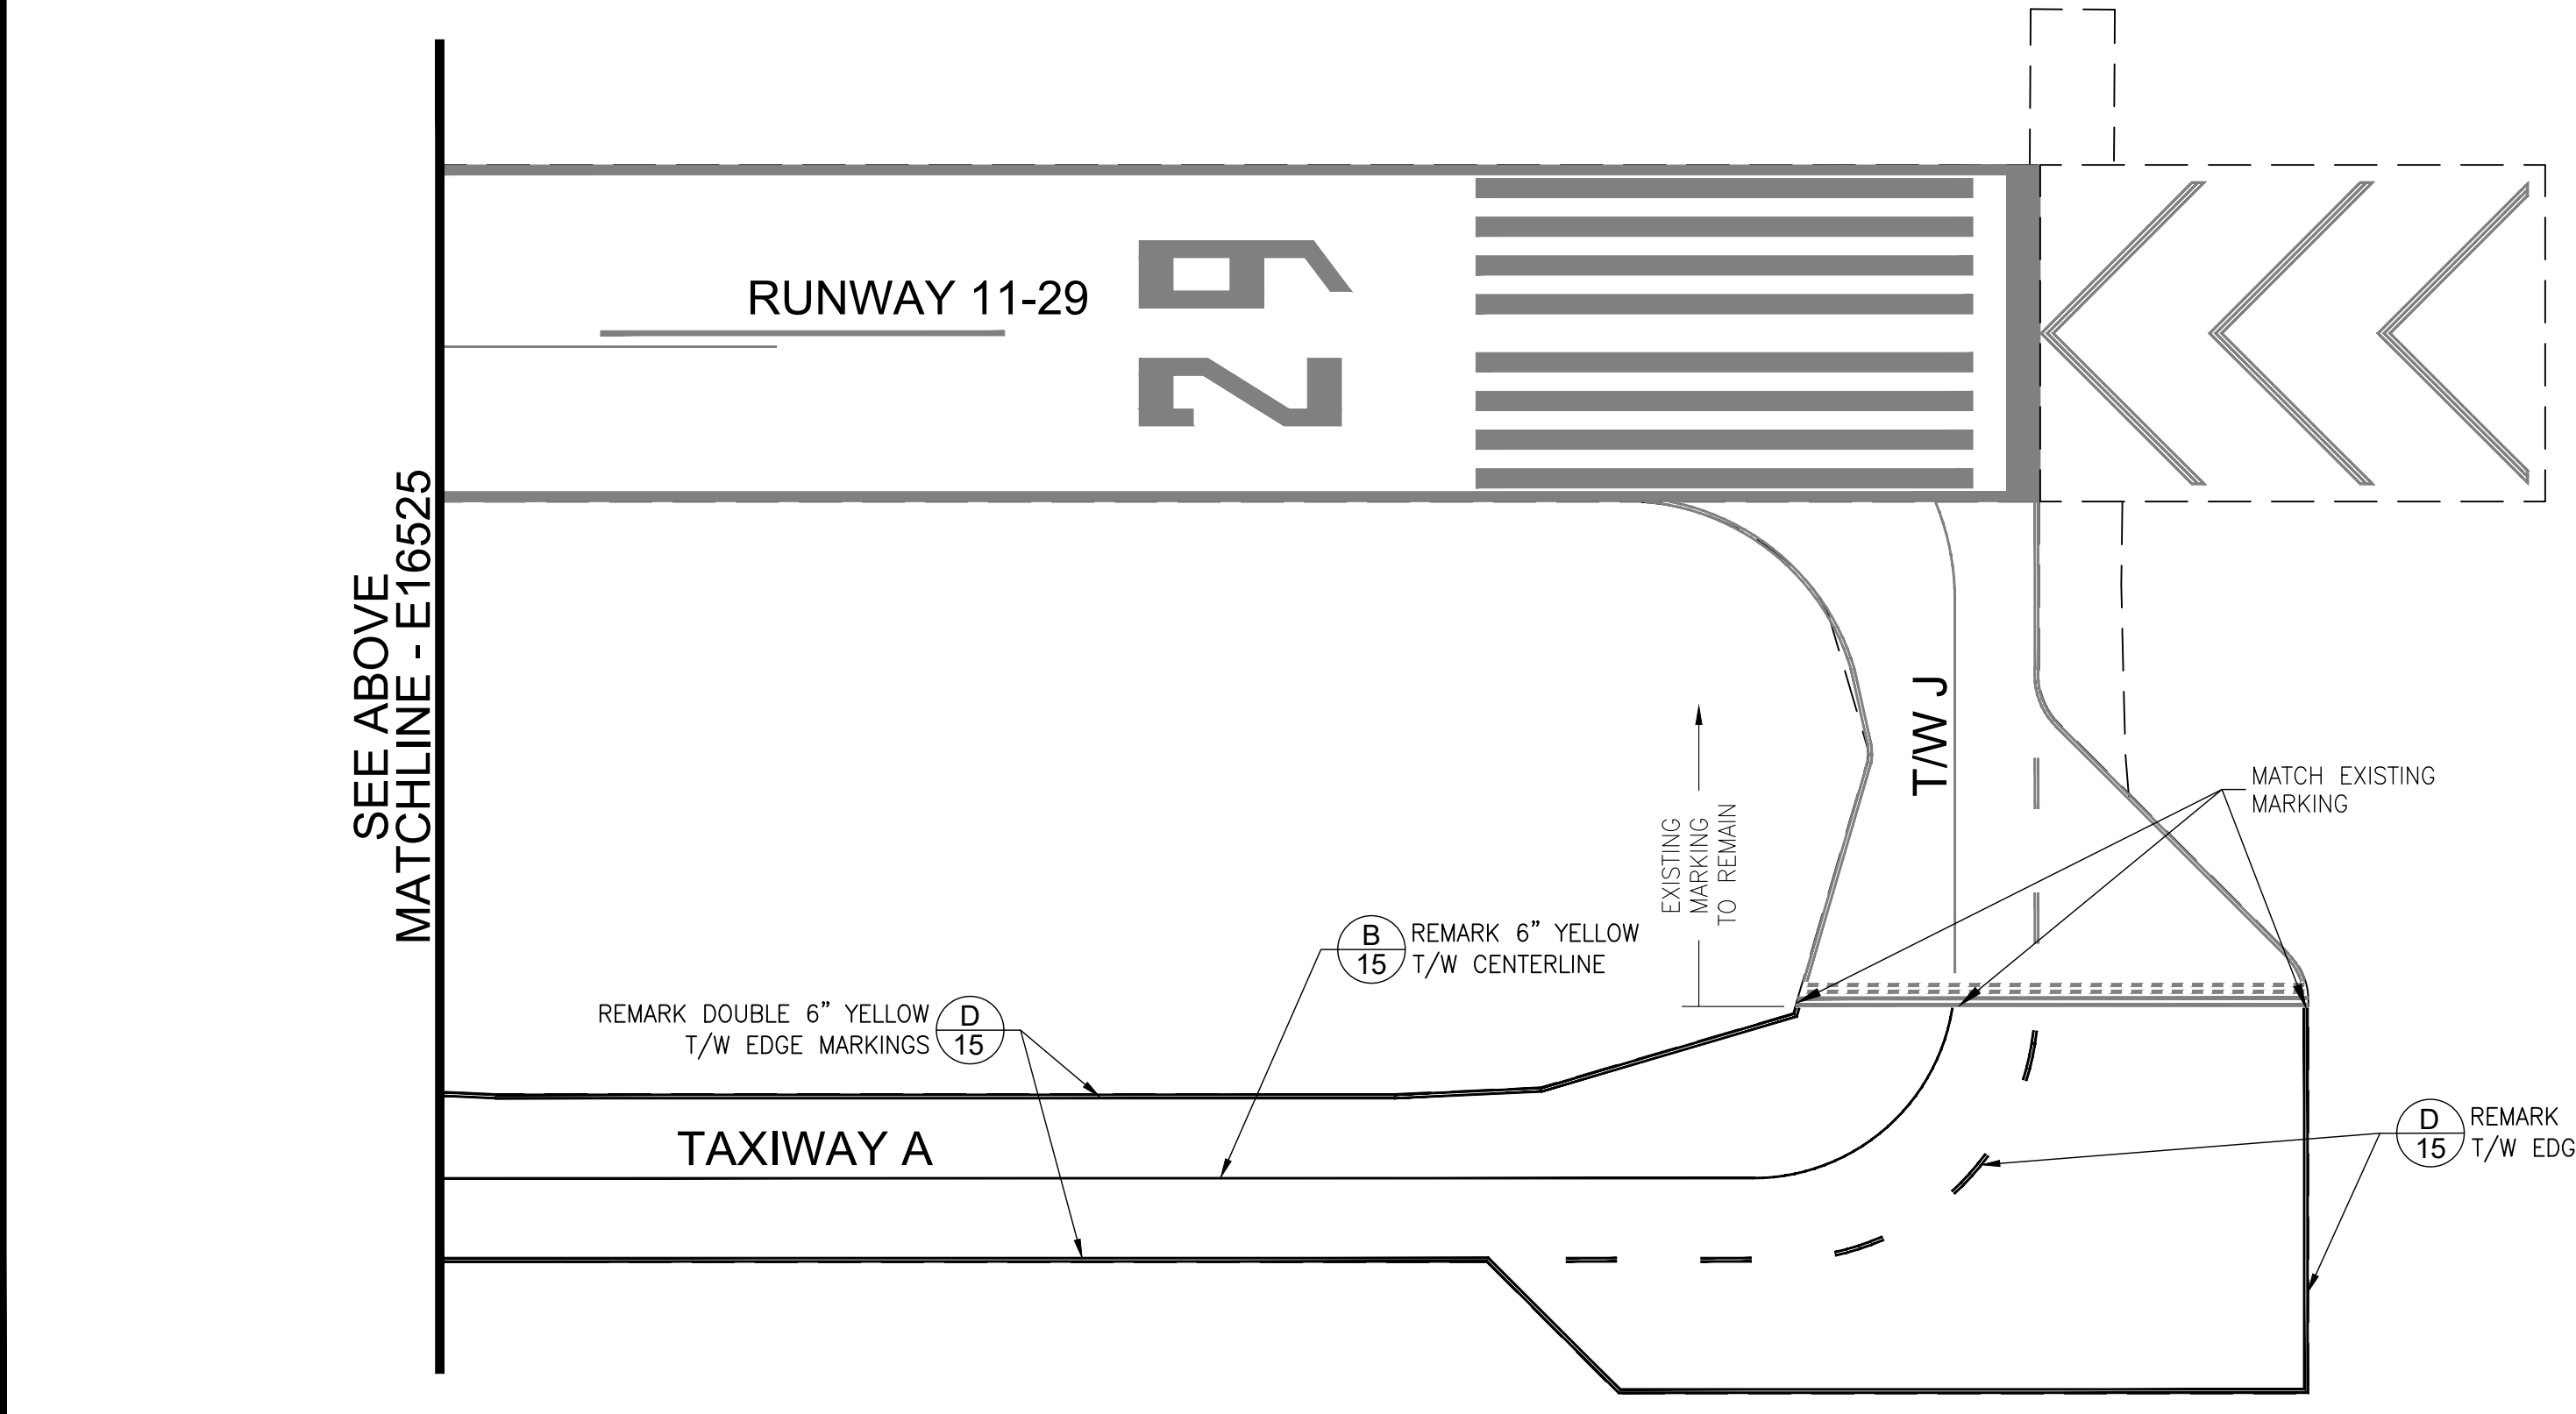 RUNWAY 11-29
29
SEE ABOVE
MATCHLINE - E16525
T/W J
MATCH EXISTING
MARKING
EXISTING
MARKING
TO REMAIN
B
15
REMARK 6” YELLOW
T/W CENTERLINE
REMARK DOUBLE 6” YELLOW
T/W EDGE MARKINGS
D
15
TAXIWAY A
D
15
REMARK
T/W EDG